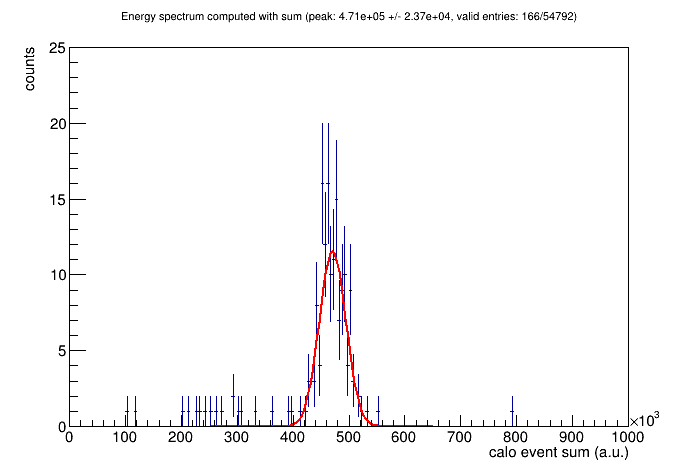 Energy spectrum computed with sum (peak: 4.71e+05 +/- 2.37e+04, valid entries: 166/54792)
counts
25
20
15
10
5
0
0 100 200 300 400 500 600 700 800 900 1000
×10³
calo event sum (a.u.)